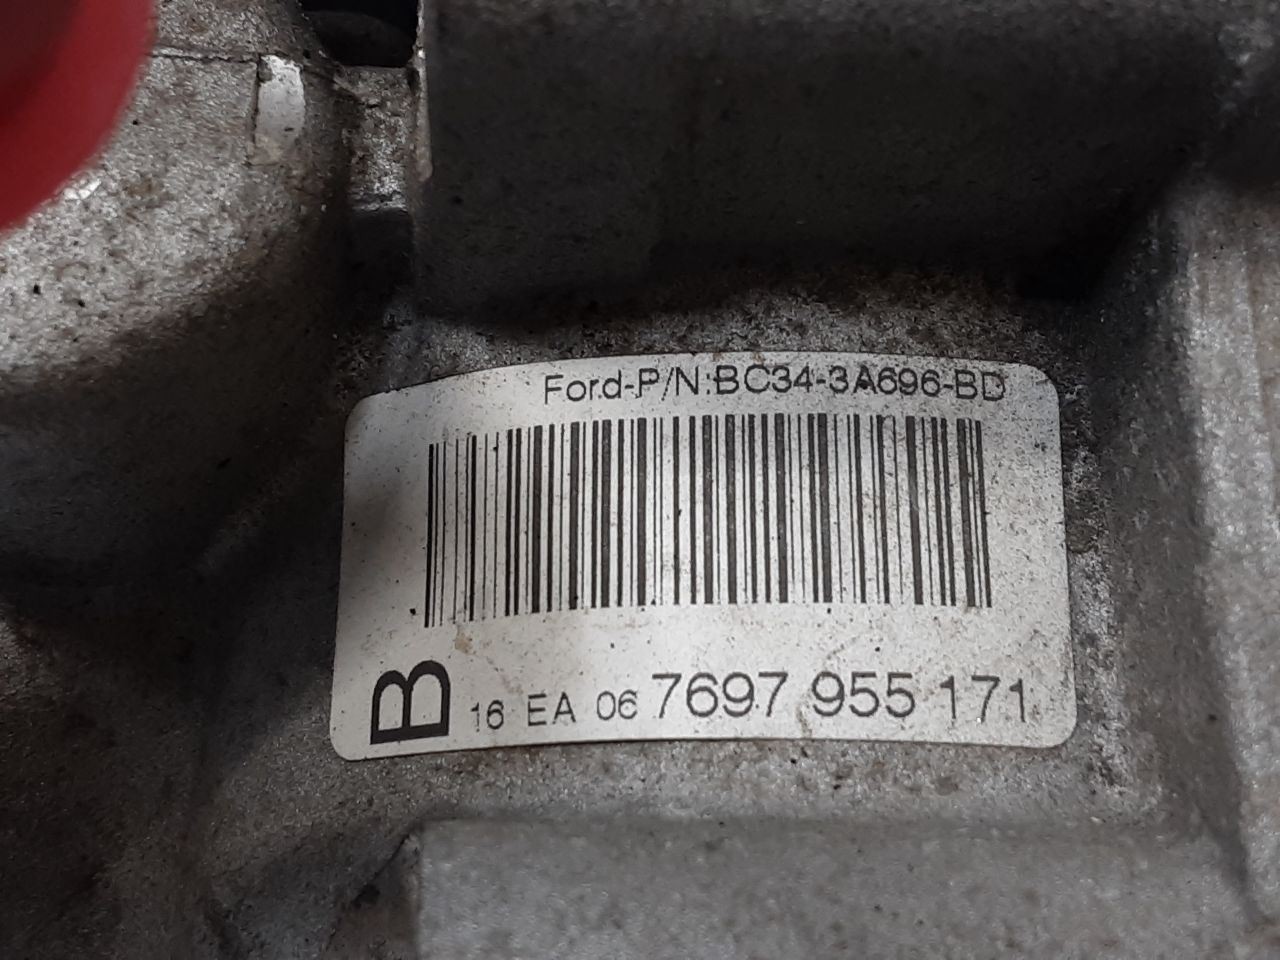 Ford-P/N:BC34-3A696-BD
B 16 EA 06 7697 955 171